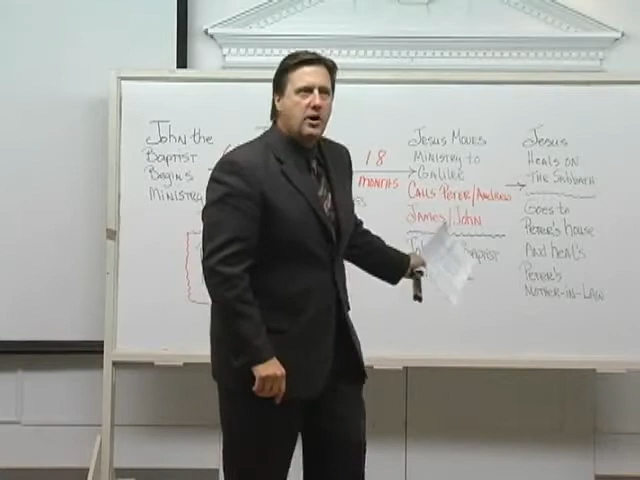 John the
Baptist
Begins
Ministry
18
MONTHS
Jesus Moves
Ministry to
Galilee
Calls Peter/Andrew
James/John
Baptist
Jesus
Heals on
The Sabbath
Goes to
Peter's house
And Heal's
Peter's
Mother-in-law